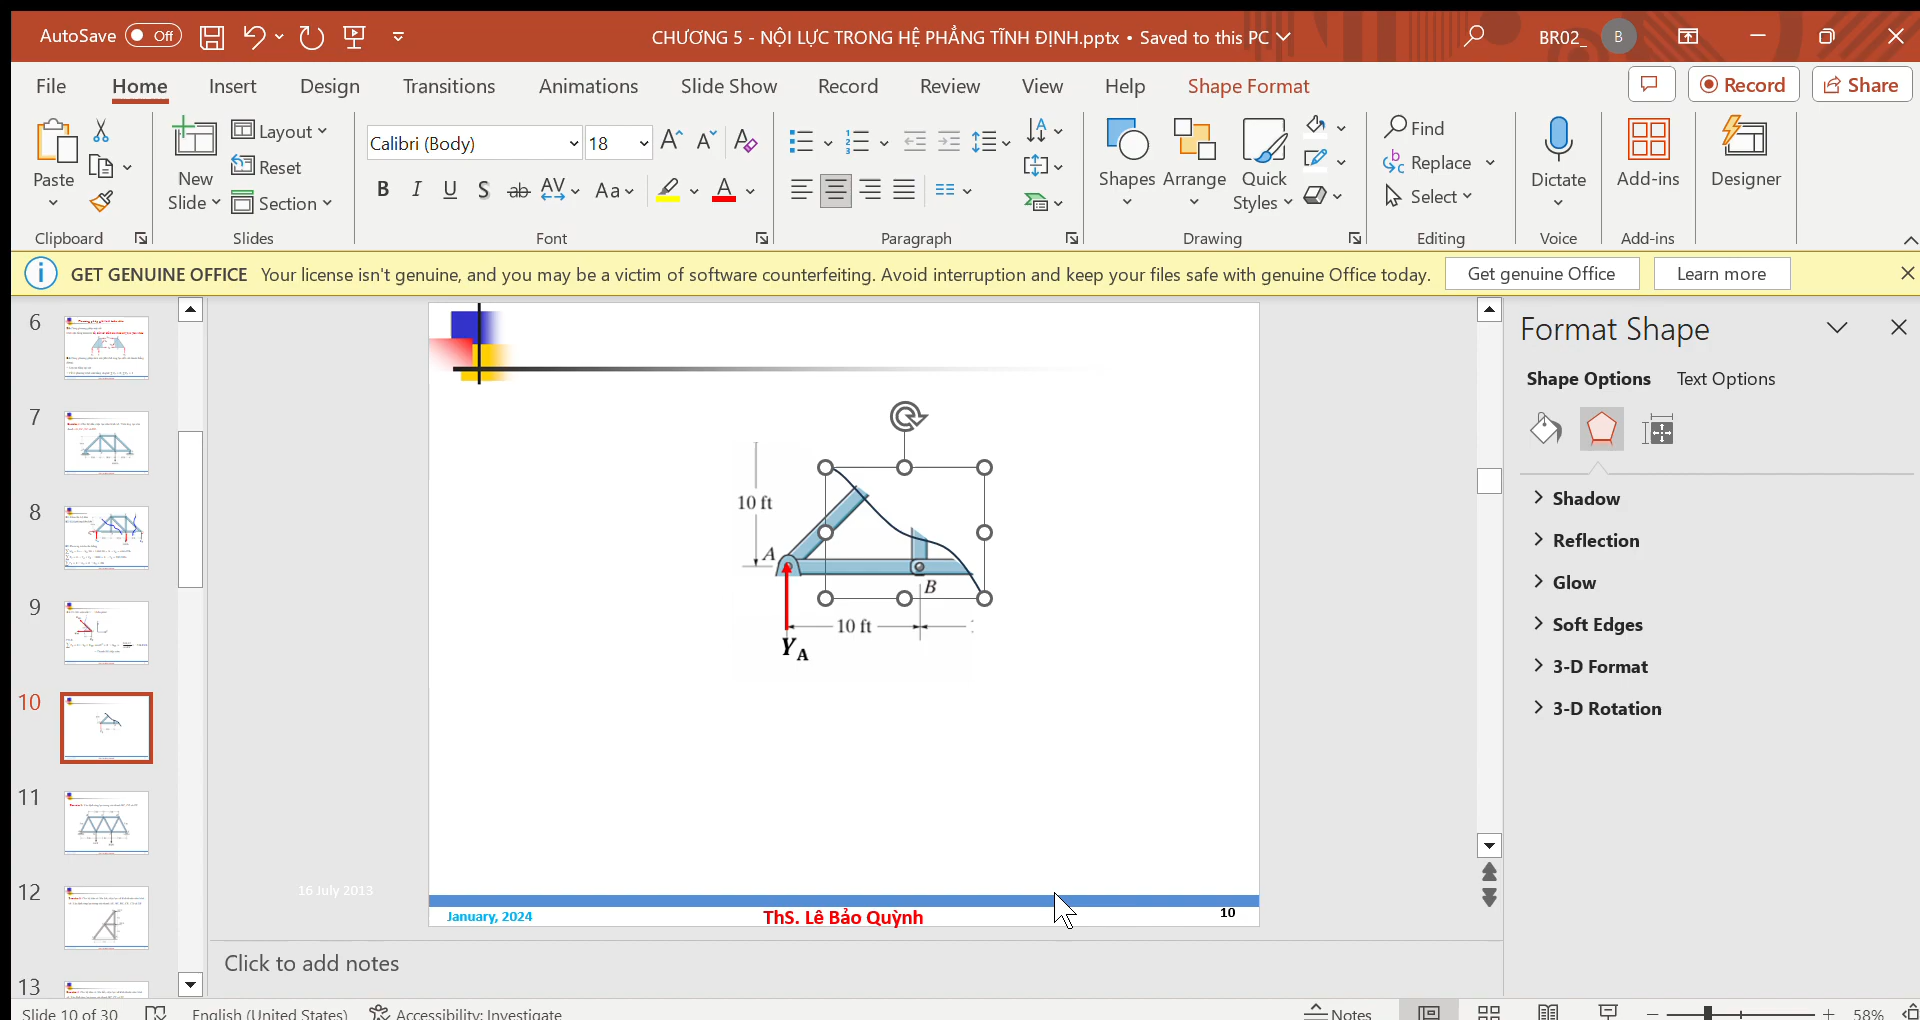 AutoSave Off
CHƯƠNG 5 - NỘI LỰC TRONG HỆ PHẲNG TĨNH ĐỊNH.pptx • Saved to this PC
BR02_ B
File Home Insert Design Transitions Animations Slide Show Record Review View Help Shape Format
Record Share
Paste
New
Slide
Layout
Reset
Section
Calibri (Body) 18
B I U S ab AV Aa A
Shapes Arrange Quick
Styles
Find
Replace
Select
Dictate
Add-ins
Designer
Clipboard Slides Font Paragraph Drawing Editing Voice Add-ins
GET GENUINE OFFICE Your license isn't genuine, and you may be a victim of software counterfeiting. Avoid interruption and keep your files safe with genuine Office today.
Get genuine Office Learn more
6
7
8
9
10
11
12
13
10 ft
A
B
10 ft
YA
16 July 2013
January, 2024 ThS. Lê Bảo Quỳnh 10
Click to add notes
Format Shape
Shape Options Text Options
Shadow
Reflection
Glow
Soft Edges
3-D Format
3-D Rotation
Slide 10 of 30 English (United States) Accessibility: Investigate Notes 58%